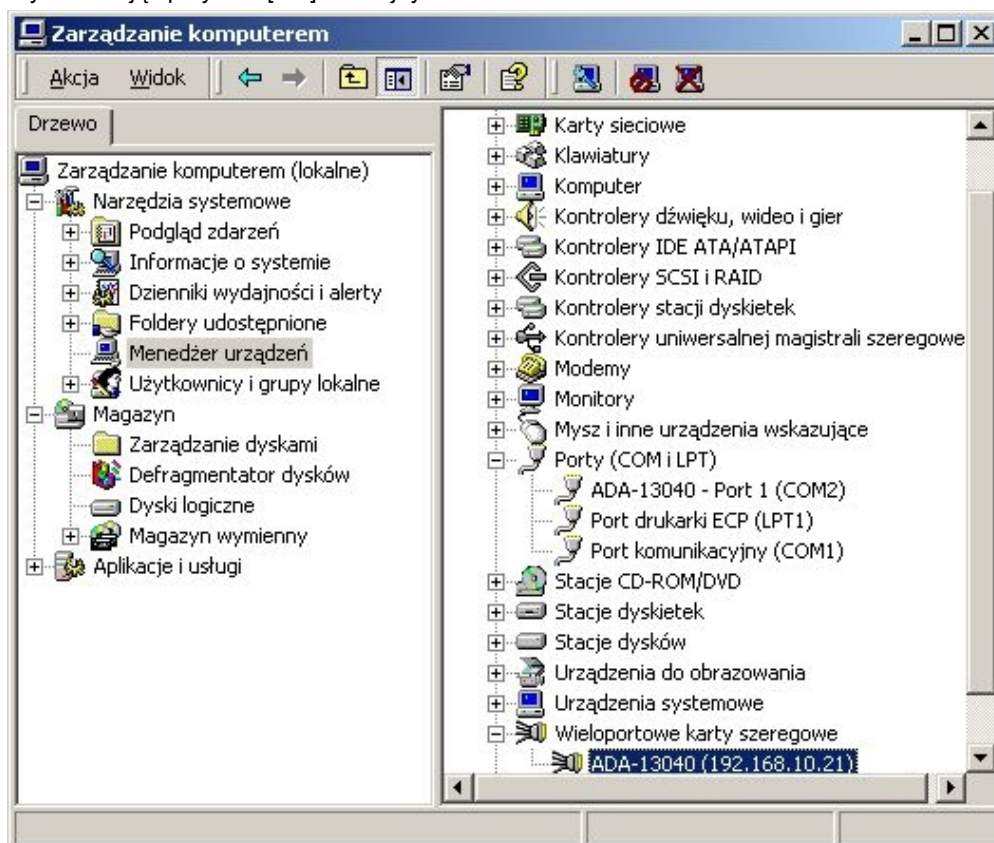 Zarządzanie komputerem
Akcja Widok
Drzewo
Zarządzanie komputerem (lokalne)
Narzędzia systemowe
Podgląd zdarzeń
Informacje o systemie
Dzienniki wydajności i alerty
Foldery udostępnione
Menedżer urządzeń
Użytkownicy i grupy lokalne
Magazyn
Zarządzanie dyskami
Defragmentator dysków
Dyski logiczne
Magazyn wymienny
Aplikacje i usługi
Karty sieciowe
Klawiatury
Komputer
Kontrolery dźwięku, wideo i gier
Kontrolery IDE ATA/ATAPI
Kontrolery SCSI i RAID
Kontrolery stacji dyskietek
Kontrolery uniwersalnej magistrali szeregowe
Modemy
Monitory
Mysz i inne urządzenia wskazujące
Porty (COM i LPT)
ADA-13040 - Port 1 (COM2)
Port drukarki ECP (LPT1)
Port komunikacyjny (COM1)
Stacje CD-ROM/DVD
Stacje dyskietek
Stacje dysków
Urządzenia do obrazowania
Urządzenia systemowe
Wieloportowe karty szeregowe
ADA-13040 (192.168.10.21)